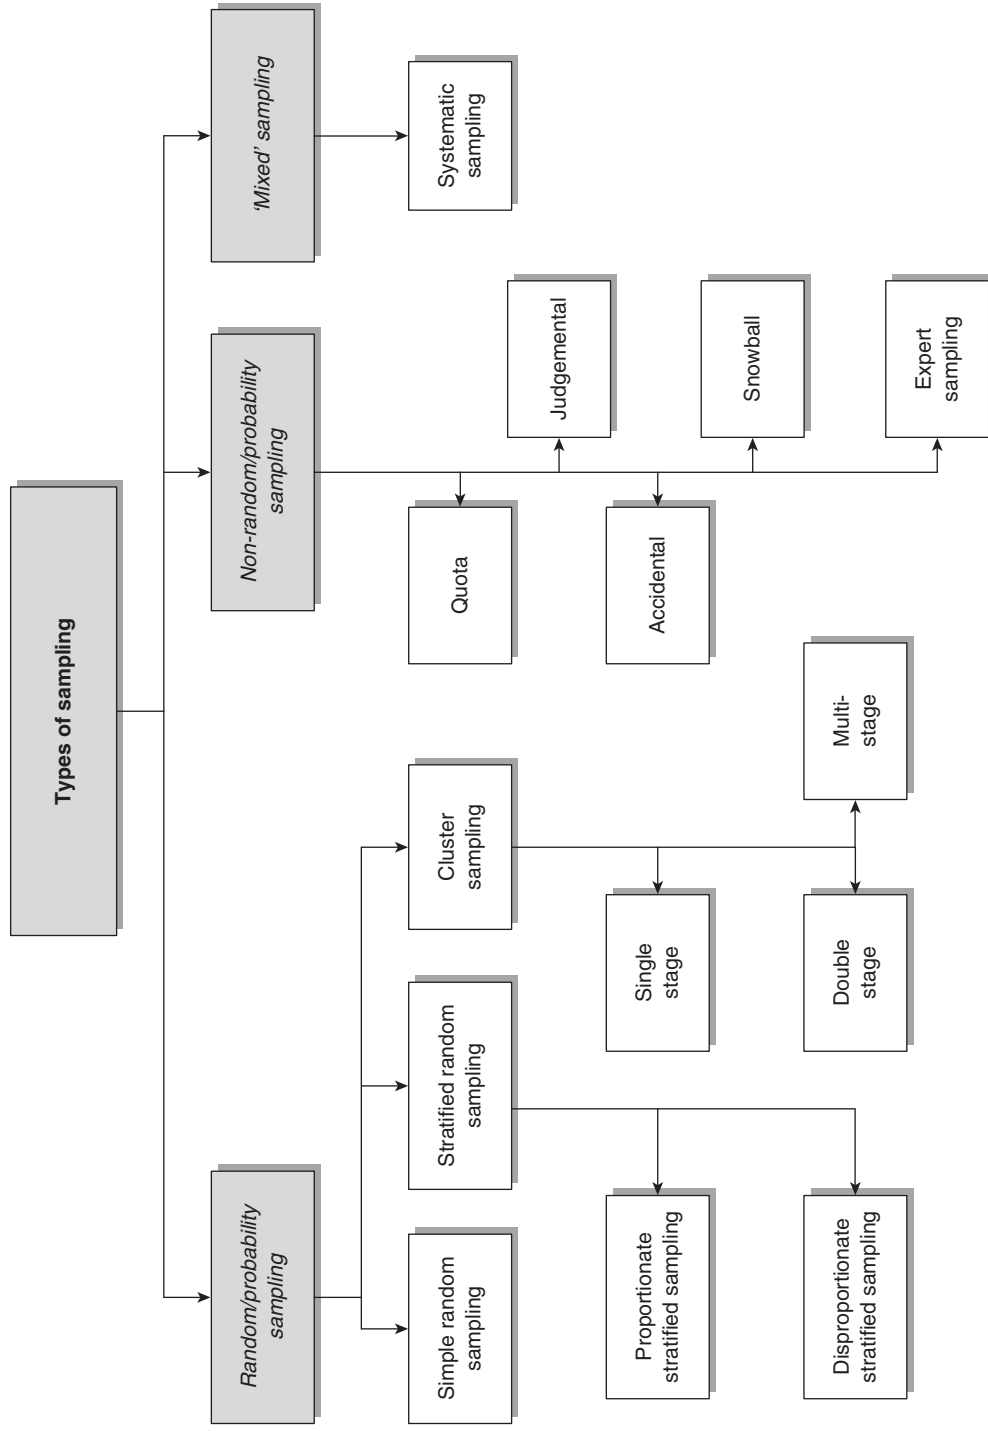 Types of sampling
Random/probability
sampling
Non-random/probability
sampling
‘Mixed’ sampling
Simple random
sampling
Stratified random
sampling
Cluster
sampling
Quota
Systematic
sampling
Judgemental
Proportionate
stratified sampling
Single
stage
Accidental
Snowball
Disproportionate
stratified sampling
Double
stage
Multi-
stage
Expert
sampling